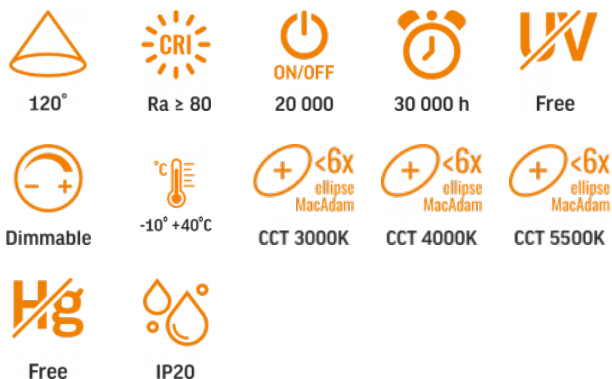 CRI
ON/OFF
UV
120°
Ra ≥ 80
20 000
30 000 h
Free
- +
°C
+ <6x
ellipse
MacAdam
+ <6x
ellipse
MacAdam
+ <6x
ellipse
MacAdam
Dimmable
-10° +40°C
CCT 3000K
CCT 4000K
CCT 5500K
Hg
Free
IP20